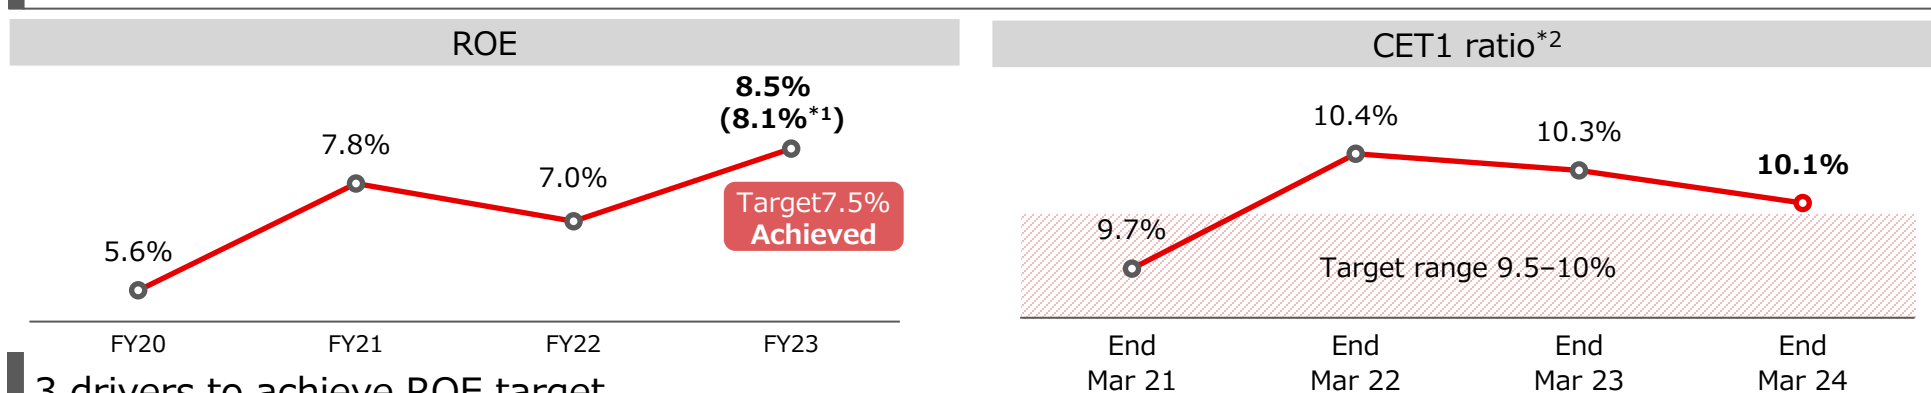 ROE
8.5%
(8.1%*1)
7.8%
7.0%
5.6%
Target7.5%
Achieved
FY20
FY21
FY22
FY23
CET1 ratio*2
10.4%
10.3%
10.1%
9.7%
Target range 9.5–10%
End
Mar 21
End
Mar 22
End
Mar 23
End
Mar 24
3 drivers to achieve ROE target